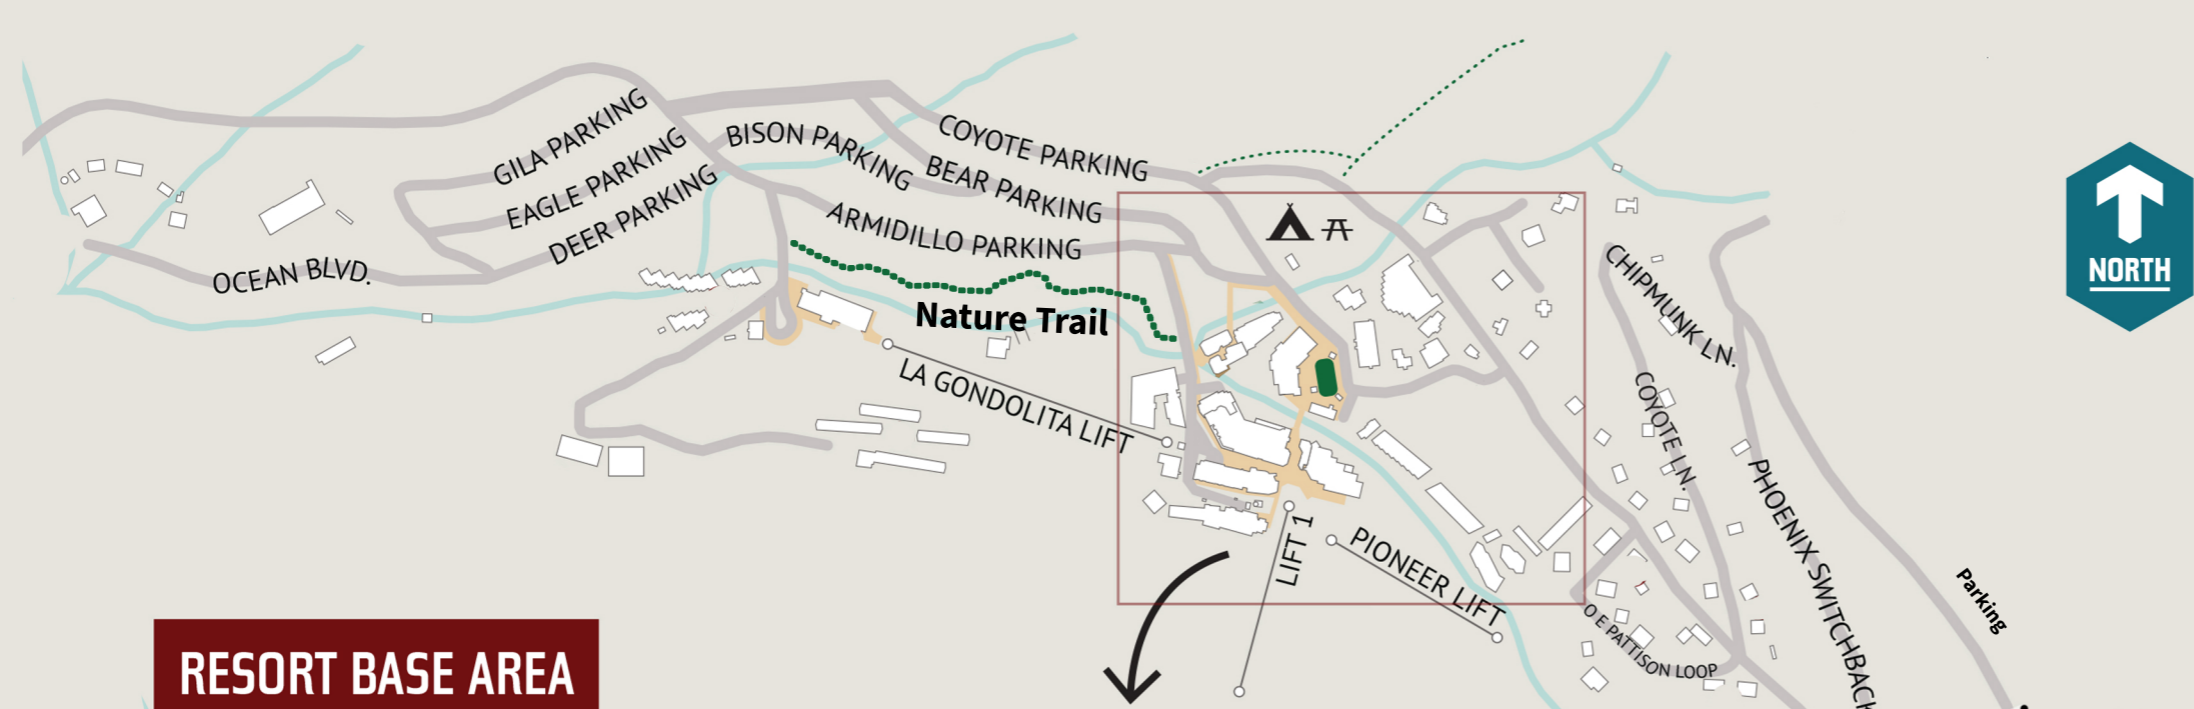 GILA PARKING
EAGLE PARKING
DEER PARKING
BISON PARKING
COYOTE PARKING
BEAR PARKING
ARMIDILLO PARKING
OCEAN BLVD.
Nature Trail
LA GONDOLITA LIFT
LIFT 1
PIONEER LIFT
CHIPMUNK LN.
COYOTE LN.
PHOENIX SWITCHBACK
O E PATTISON LOOP
Parking
NORTH
RESORT BASE AREA